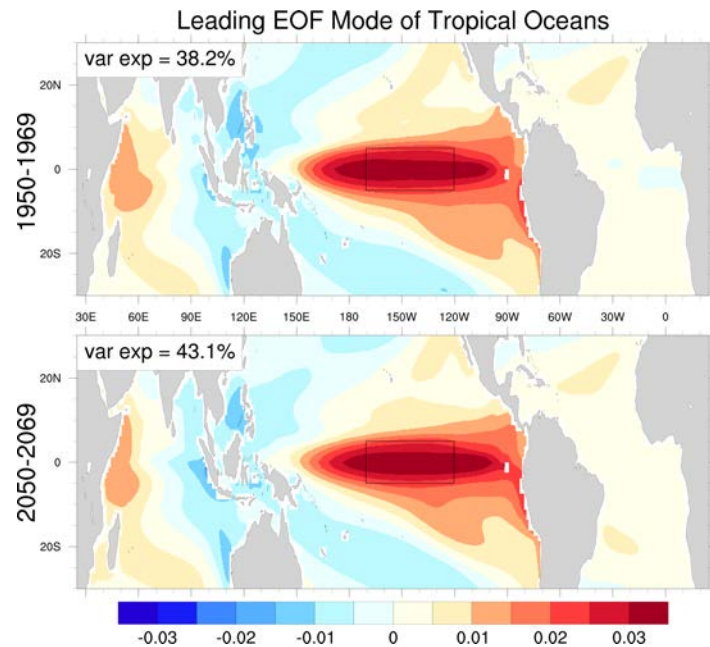 Leading EOF Mode of Tropical Oceans
var exp = 38.2%
1950-1969
20N
0
20S
30E 60E 90E 120E 150E 180 150W 120W 90W 60W 30W 0
var exp = 43.1%
2050-2069
20N
0
20S
-0.03 -0.02 -0.01 0 0.01 0.02 0.03